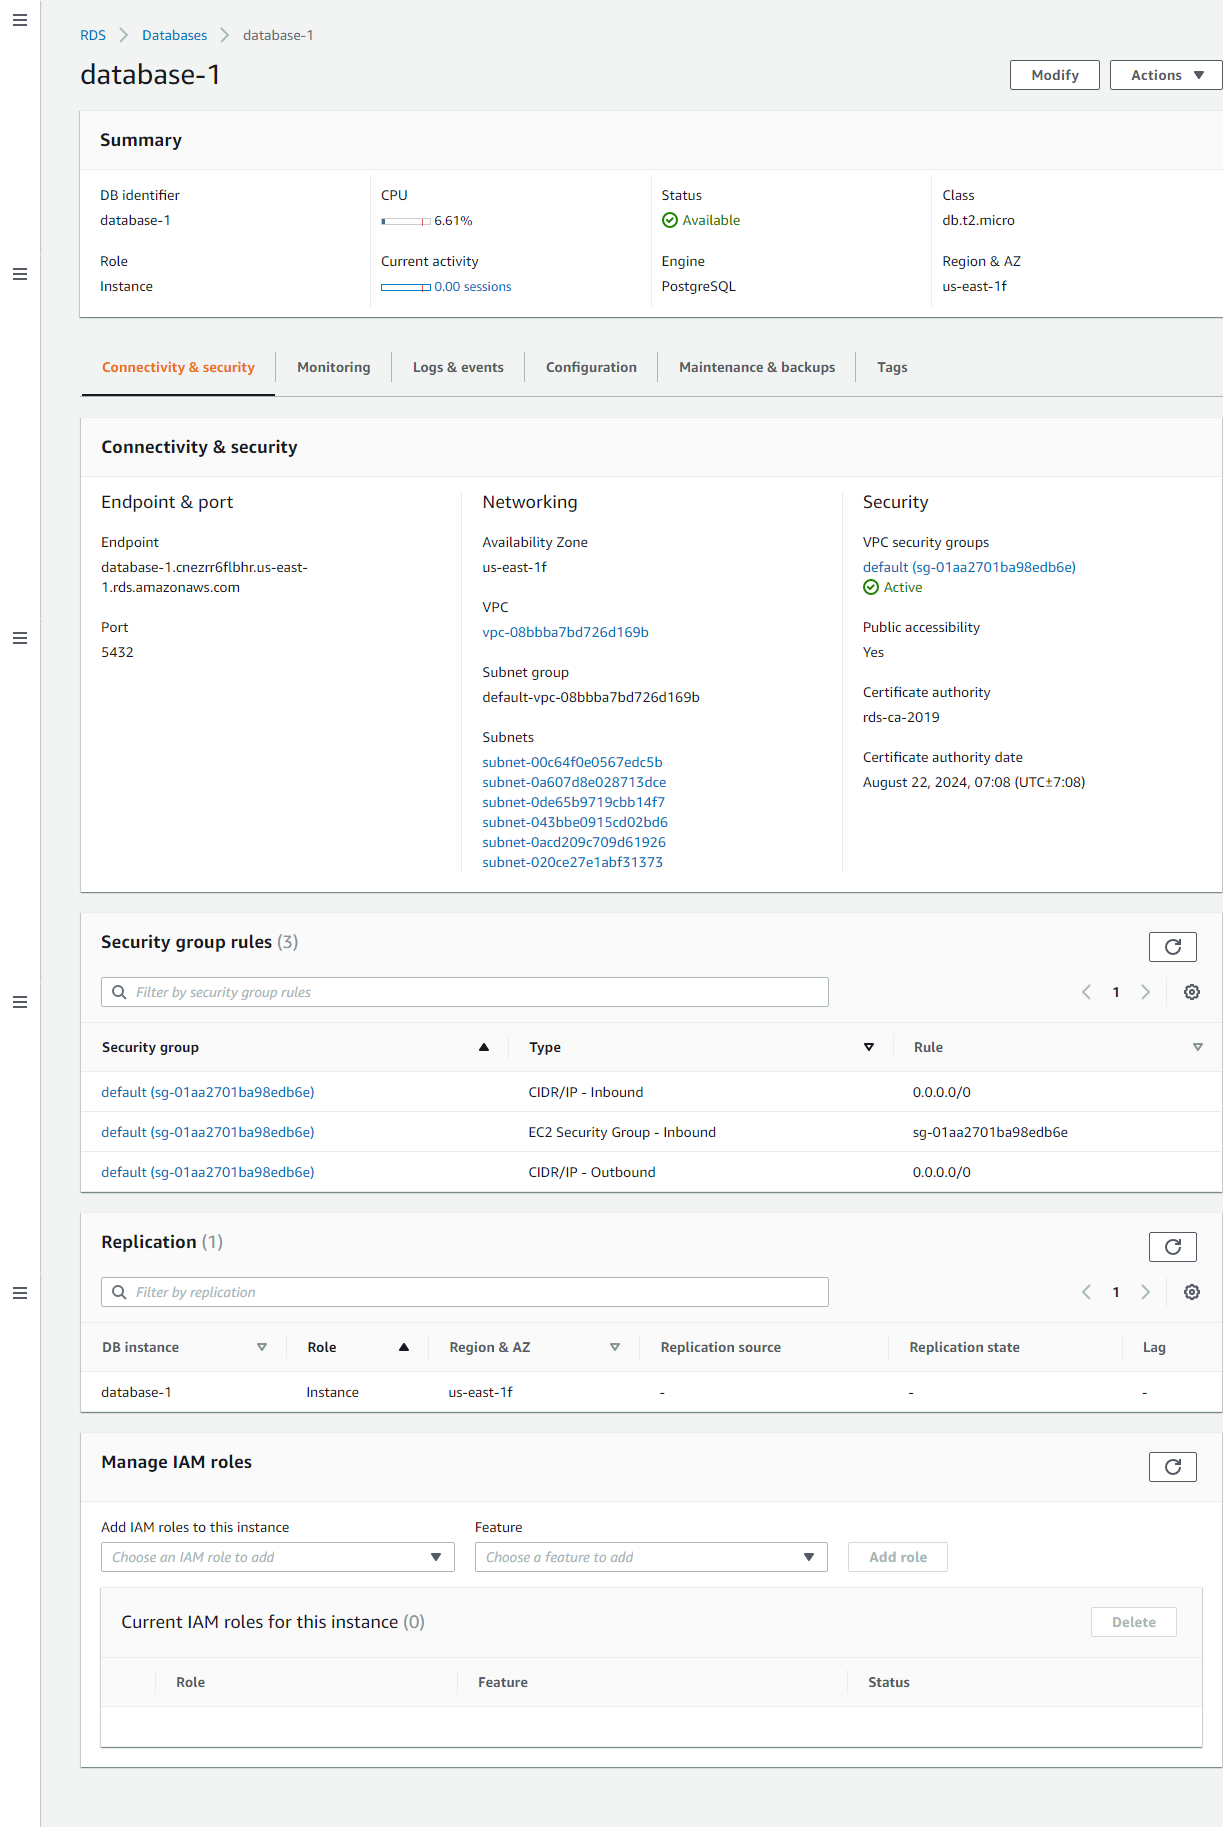 RDS > Databases > database-1
database-1
Modify
Actions
Summary
DB identifier
database-1
CPU
6.61%
Status
Available
Class
db.t2.micro
Role
Instance
Current activity
0.00 sessions
Engine
PostgreSQL
Region & AZ
us-east-1f
Connectivity & security
Monitoring
Logs & events
Configuration
Maintenance & backups
Tags
Connectivity & security
Endpoint & port
Endpoint
database-1.cnezrr6flbhr.us-east-
1.rds.amazonaws.com
Port
5432
Networking
Availability Zone
us-east-1f
VPC
vpc-08bbba7bd726d169b
Subnet group
default-vpc-08bbba7bd726d169b
Subnets
subnet-00c64f0e0567edc5b
subnet-0a607d8e028713dce
subnet-0de65b9719cbb14f7
subnet-043bbe0915cd02bd6
subnet-0acd209c709d61926
subnet-020ce27e1abf31373
Security
VPC security groups
default (sg-01aa2701ba98edb6e)
Active
Public accessibility
Yes
Certificate authority
rds-ca-2019
Certificate authority date
August 22, 2024, 07:08 (UTC±7:08)
Security group rules (3)
Filter by security group rules
1
Security group
Type
Rule
default (sg-01aa2701ba98edb6e)
CIDR/IP - Inbound
0.0.0.0/0
default (sg-01aa2701ba98edb6e)
EC2 Security Group - Inbound
sg-01aa2701ba98edb6e
default (sg-01aa2701ba98edb6e)
CIDR/IP - Outbound
0.0.0.0/0
Replication (1)
Filter by replication
1
DB instance
Role
Region & AZ
Replication source
Replication state
Lag
database-1
Instance
us-east-1f
-
-
-
Manage IAM roles
Add IAM roles to this instance
Choose an IAM role to add
Feature
Choose a feature to add
Add role
Current IAM roles for this instance (0)
Delete
Role
Feature
Status